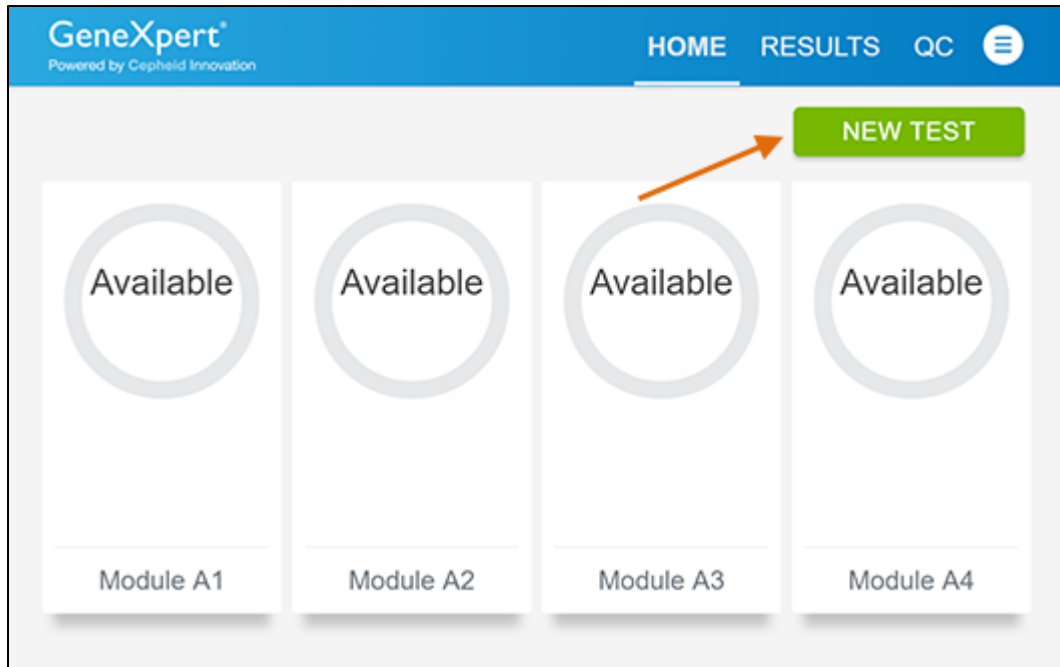 GeneXpert®
Powered by Cepheid Innovation
HOME RESULTS QC
NEW TEST
Available Available Available Available
Module A1 Module A2 Module A3 Module A4